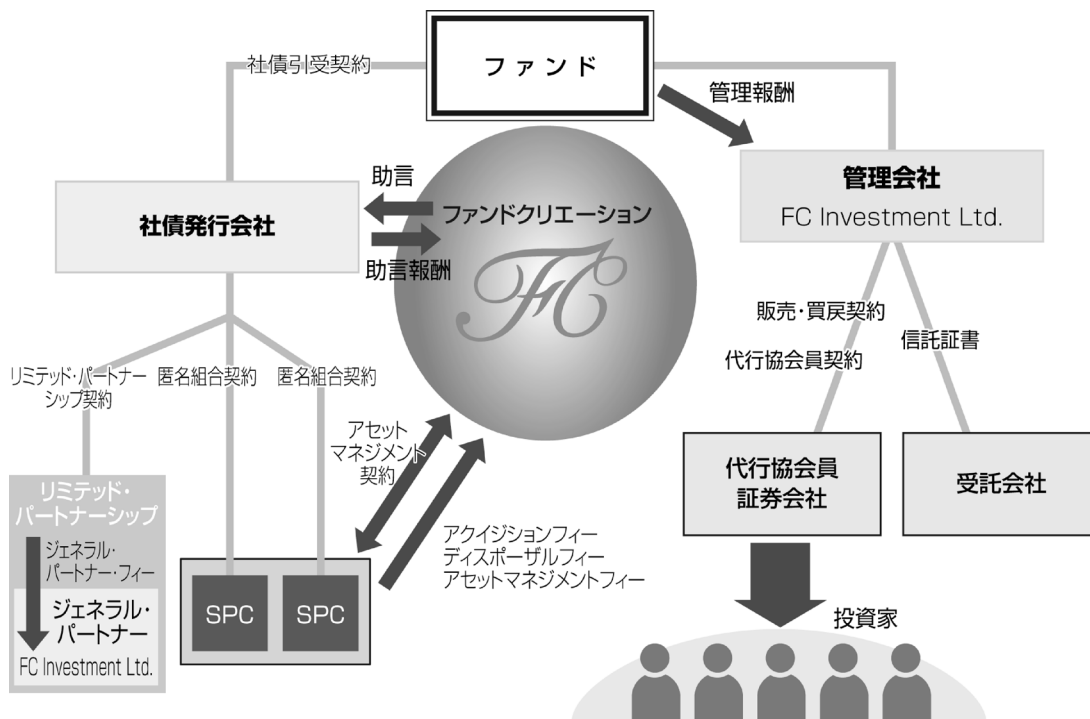 ファンド
社債引受契約
管理報酬
管理会社
FC Investment Ltd.
社債発行会社
助言
助言報酬
ファンドクリエーション
FC
販売・買戻契約
代行協会員契約
信託証書
リミテッド・パートナー
シップ契約
匿名組合契約
匿名組合契約
アセット
マネジメント
契約
代行協会員
証券会社
受託会社
リミテッド・
パートナーシップ
ジェネラル・
パートナー・フィー
ジェネラル・
パートナー
FC Investment Ltd.
SPC
SPC
アクイジションフィー
ディスポーザルフィー
アセットマネジメントフィー
投資家